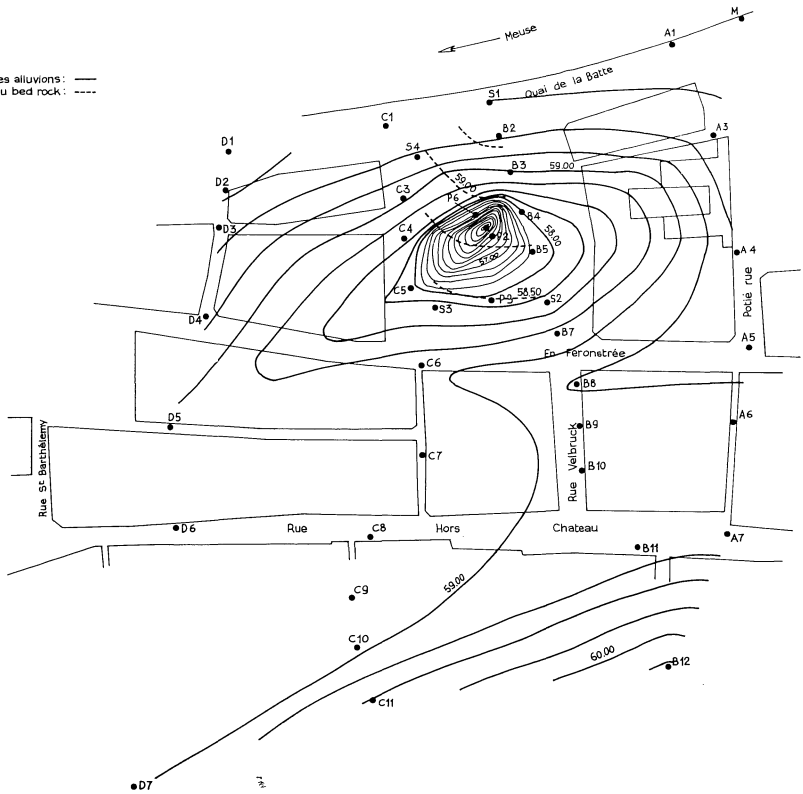 M
Meuse
A1
es alluvions:
u bed rock:
Quai de la Batte
S1
C1
B2
A3
D1
S4
B3
59.00
D2
59.00
C3
P6
B4
D3
C4
P2
58.00
B5
A4
57.00
C5
58.50
P3
S2
S3
D4
Potié rue
B7
En Feronstrée
A5
C6
B8
D5
B9
A6
Rue St Barthélemy
C7
Rue Velbruck
B10
D6
Rue
C8
Hors
Chateau
A7
B11
59.00
C9
C10
60.00
B12
C11
D7